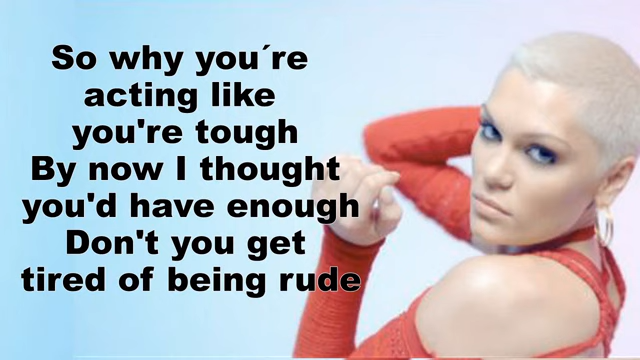 So why you´re
acting like
you're tough
By now I thought
you'd have enough
Don't you get
tired of being rude